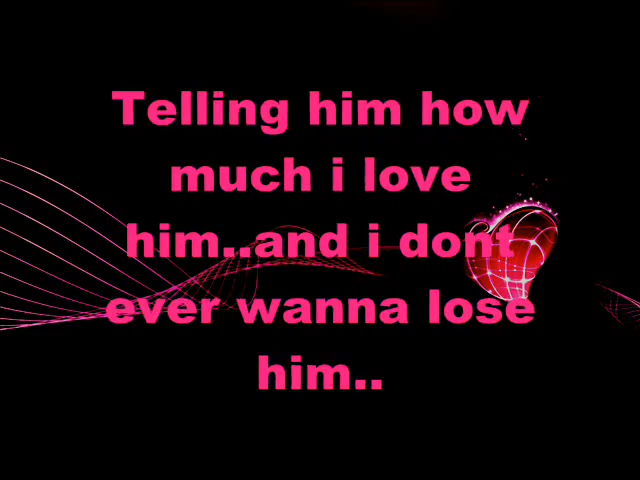 Telling him how
much i love
him..and i dont
ever wanna lose
him..